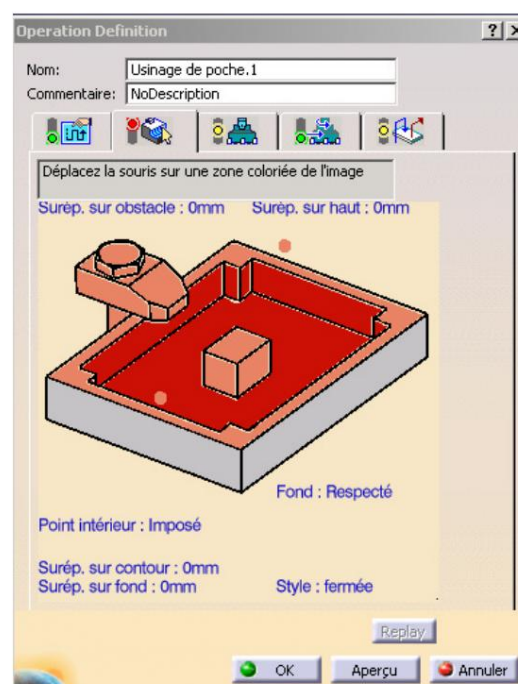 Operation Definition
Nom: Usinage de poche.1
Commentaire: NoDescription
Déplacez la souris sur une zone coloriée de l'image
Surép. sur obstacle : 0mm Surép. sur haut : 0mm
Fond : Respecté
Point intérieur : Imposé
Surép. sur contour : 0mm
Surép. sur fond : 0mm Style : fermée
Replay
OK Aperçu Annuler